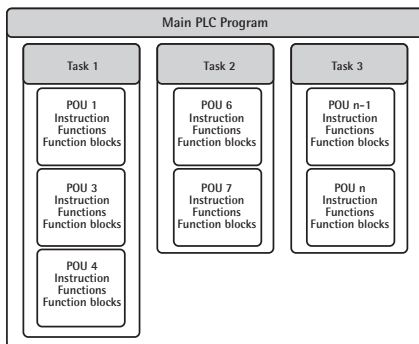 Main PLC Program
Task 1
POU 1
Instruction
Functions
Function blocks
POU 3
Instruction
Functions
Function blocks
POU 4
Instruction
Functions
Function blocks
Task 2
POU 6
Instruction
Functions
Function blocks
POU 7
Instruction
Functions
Function blocks
Task 3
POU n-1
Instruction
Functions
Function blocks
POU n
Instruction
Functions
Function blocks